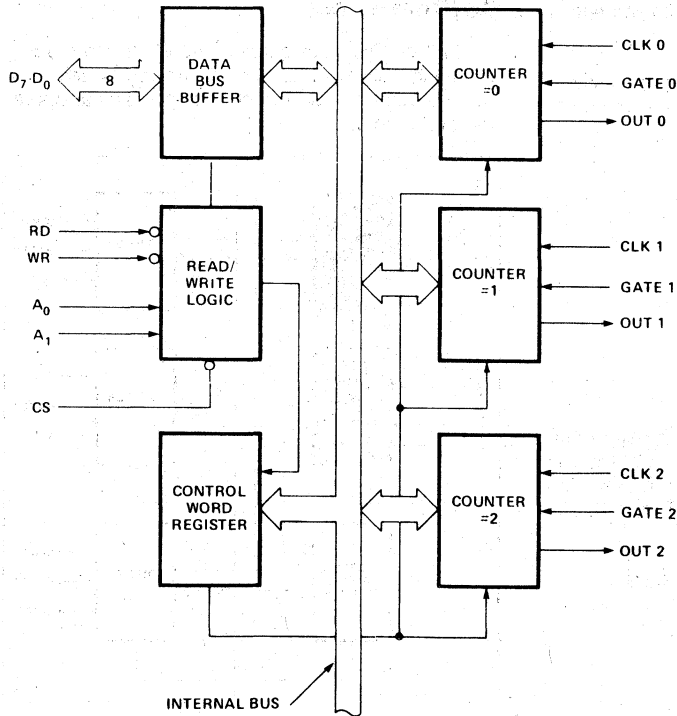 D7-D0
8
DATA
BUS
BUFFER
COUNTER
=0
CLK 0
GATE 0
OUT 0
RD
WR
A0
A1
CS
READ/
WRITE
LOGIC
COUNTER
=1
CLK 1
GATE 1
OUT 1
CONTROL
WORD
REGISTER
COUNTER
=2
CLK 2
GATE 2
OUT 2
INTERNAL BUS